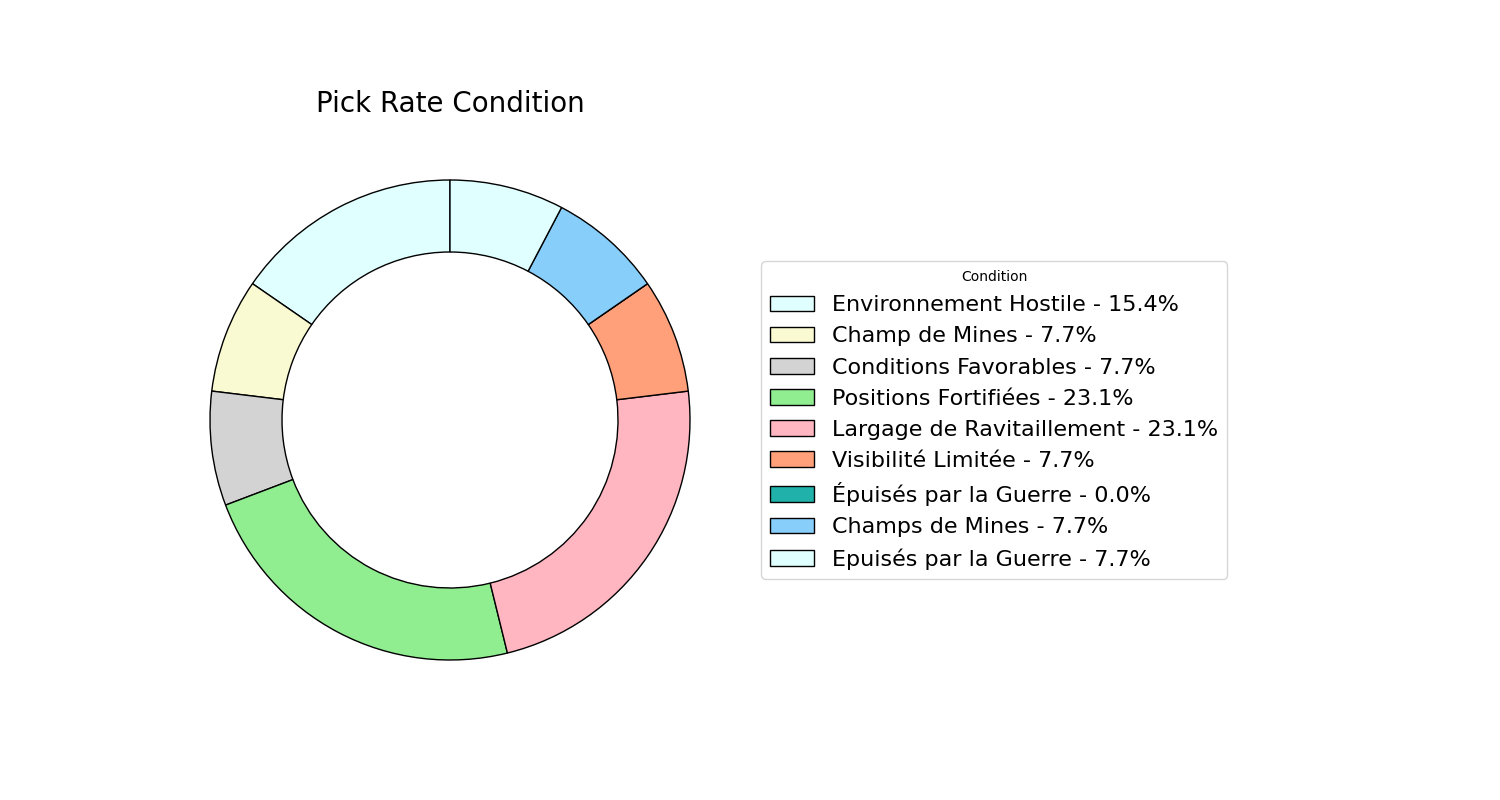 Pick Rate Condition
Condition
Environnement Hostile - 15.4%
Champ de Mines - 7.7%
Conditions Favorables - 7.7%
Positions Fortifiées - 23.1%
Largage de Ravitaillement - 23.1%
Visibilité Limitée - 7.7%
Épuisés par la Guerre - 0.0%
Champs de Mines - 7.7%
Epuisés par la Guerre - 7.7%